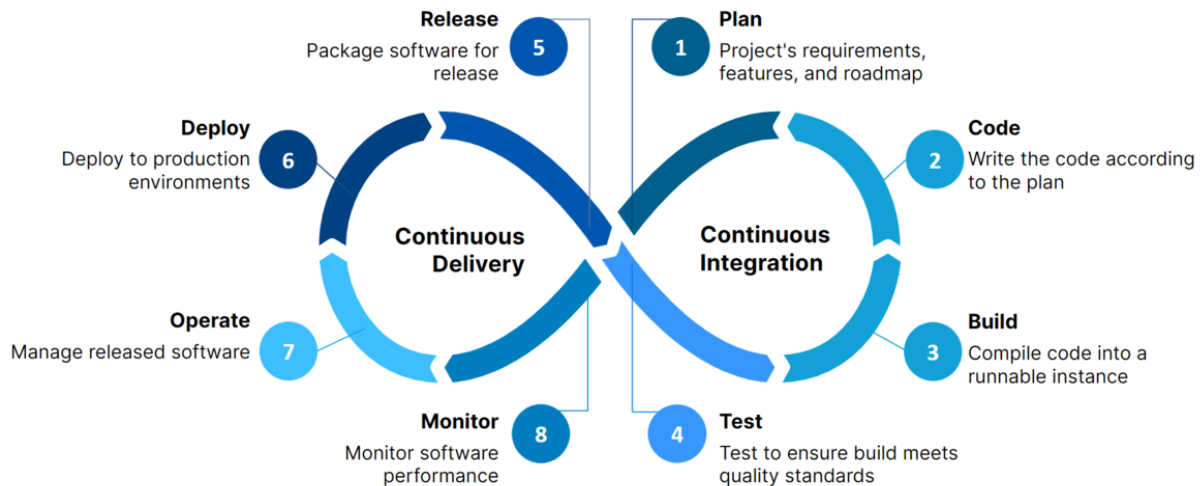 Release
Package software for
release
5
1
Plan
Project's requirements,
features, and roadmap
Deploy
Deploy to production
environments
6
2
Code
Write the code according
to the plan
Continuous
Delivery
Continuous
Integration
Operate
Manage released software
7
3
Build
Compile code into a
runnable instance
Monitor
Monitor software
performance
8
4
Test
Test to ensure build meets
quality standards